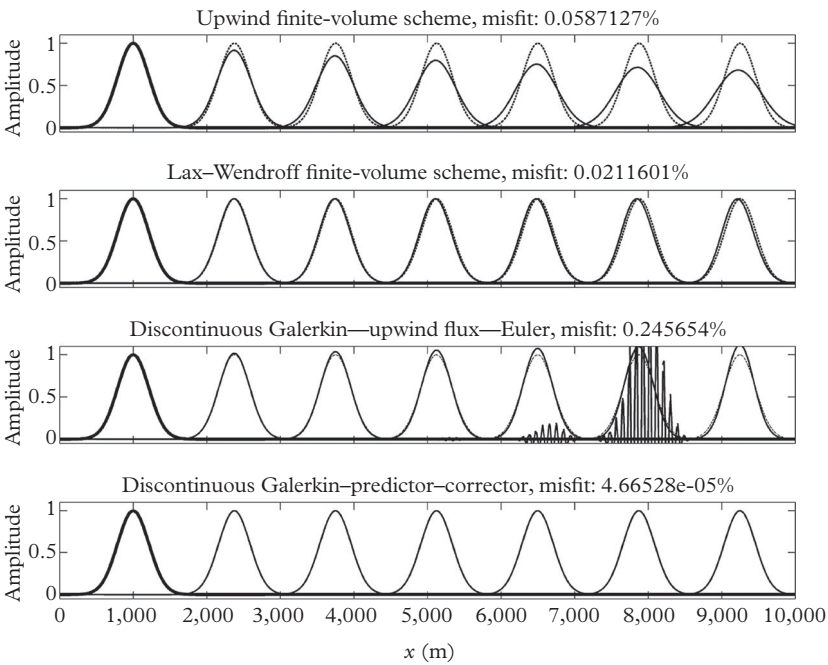 Upwind finite-volume scheme, misfit: 0.0587127%
Amplitude
1
0.5
0
Lax–Wendroff finite-volume scheme, misfit: 0.0211601%
Amplitude
1
0.5
0
Discontinuous Galerkin—upwind flux—Euler, misfit: 0.245654%
Amplitude
1
0.5
0
Discontinuous Galerkin–predictor–corrector, misfit: 4.66528e-05%
Amplitude
1
0.5
0
0 1,000 2,000 3,000 4,000 5,000 6,000 7,000 8,000 9,000 10,000
x (m)